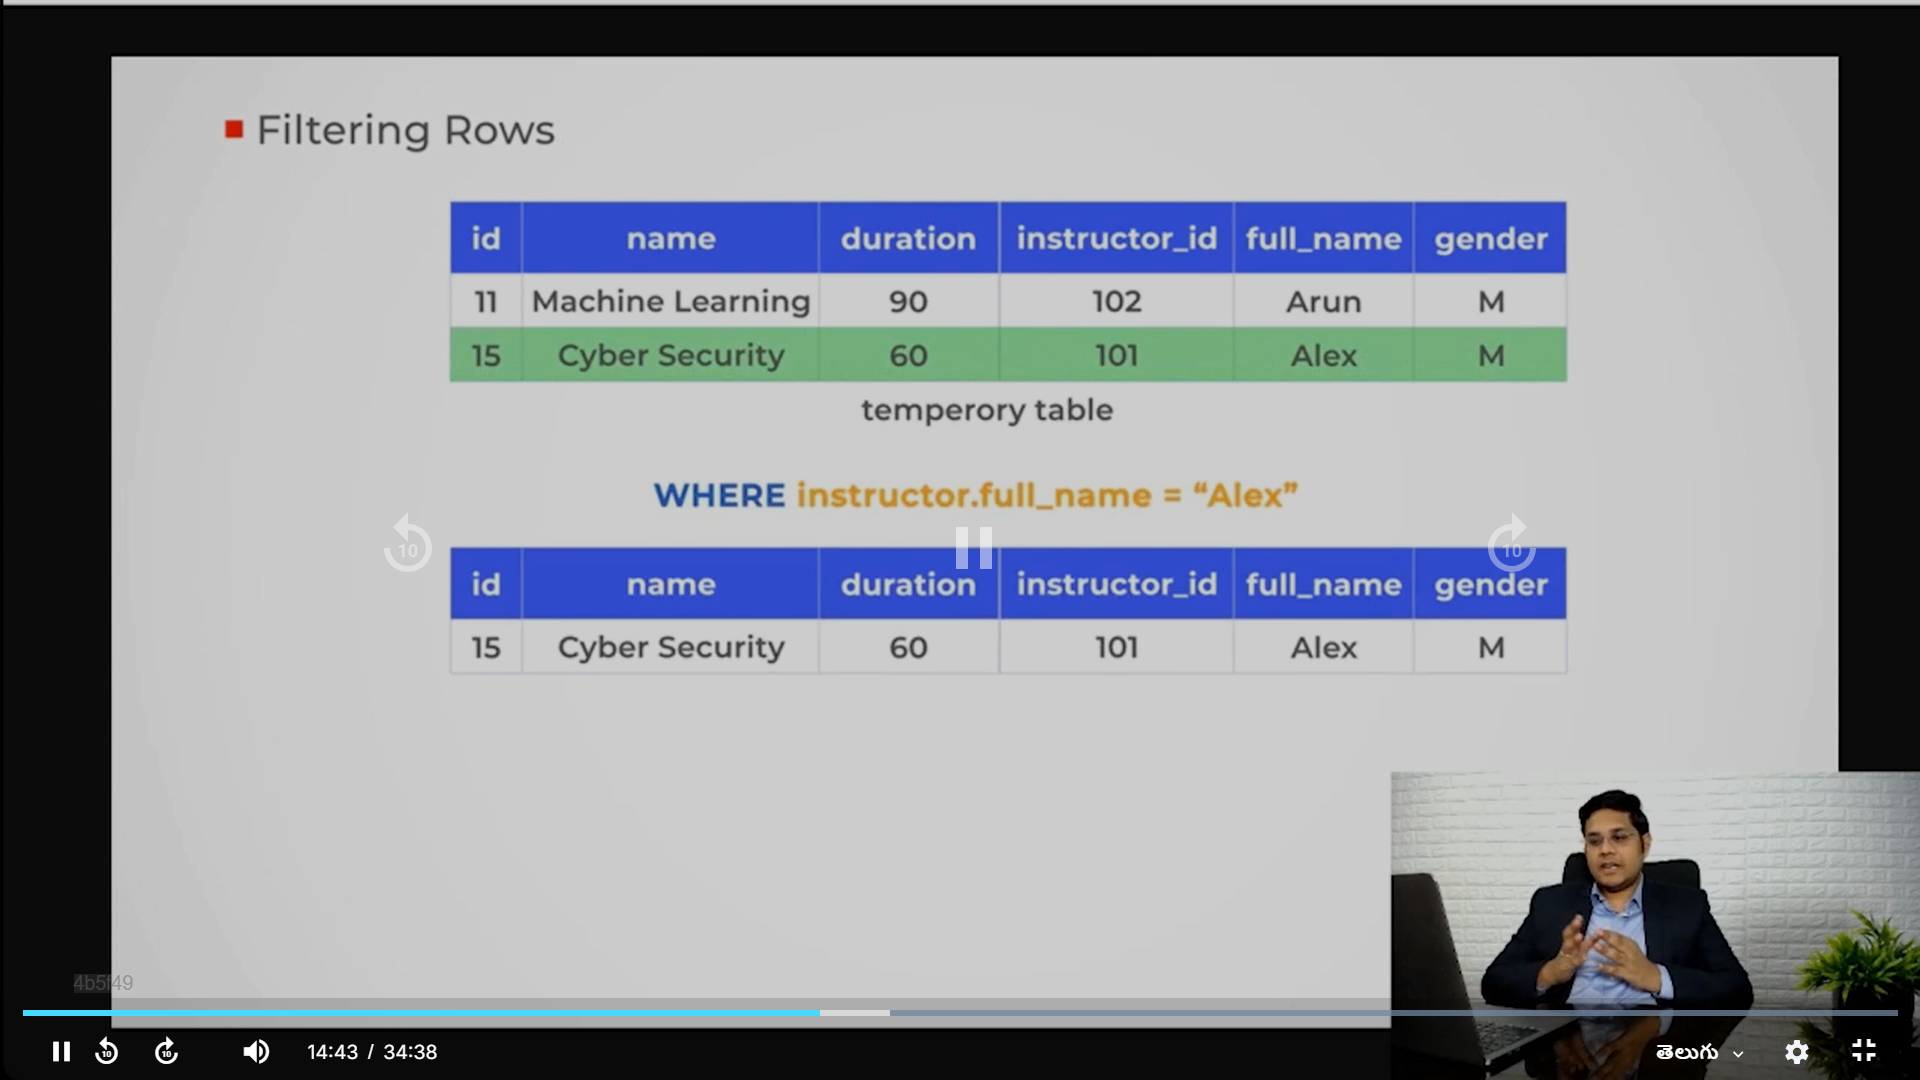 Filtering Rows
id name duration instructor_id full_name gender
11 Machine Learning 90 102 Arun M
15 Cyber Security 60 101 Alex M
temperory table
WHERE instructor.full_name = “Alex”
10 10
id name duration instructor_id full_name gender
15 Cyber Security 60 101 Alex M
4b5f49
10 10 14:43 / 34:38 తెలుగు